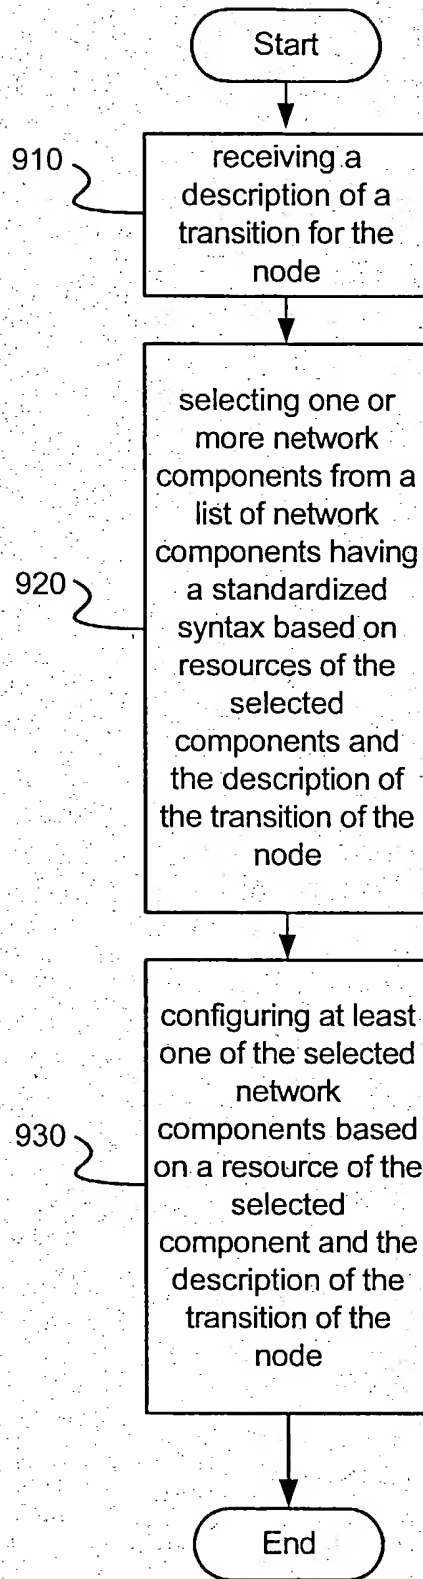 Start
910
receiving a
description of a
transition for the
node
selecting one or
more network
components from a
list of network
components having
920
a standardized
syntax based on
resources of the
selected
components and
the description of
the transition of the
node
configuring at least
one of the selected
network
930
components based
on a resource of the
selected
component and the
description of the
transition of the
node
End